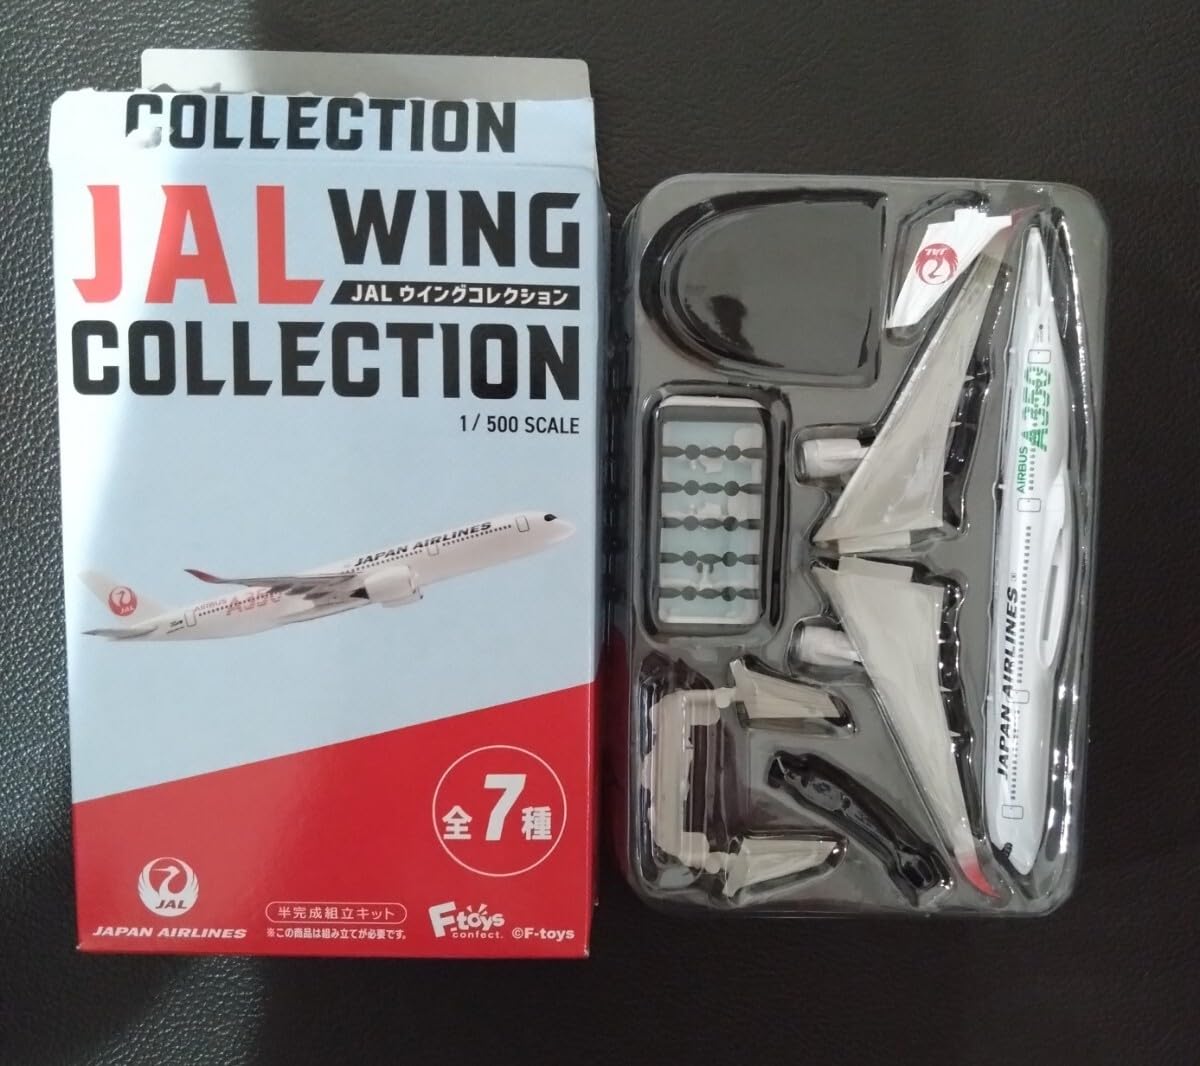 COLLECTION
JAL WING
JAL ウイングコレクション
COLLECTION
1/500 SCALE
JAPAN AIRLINES
AIRBUS A350
JAL
全7種
JAL
JAPAN AIRLINES
半完成組立キット
※この商品は組み立てが必要です。
F-toys
confect.
©F-toys
JAL
AIRBUS A350
JAPAN AIRLINES